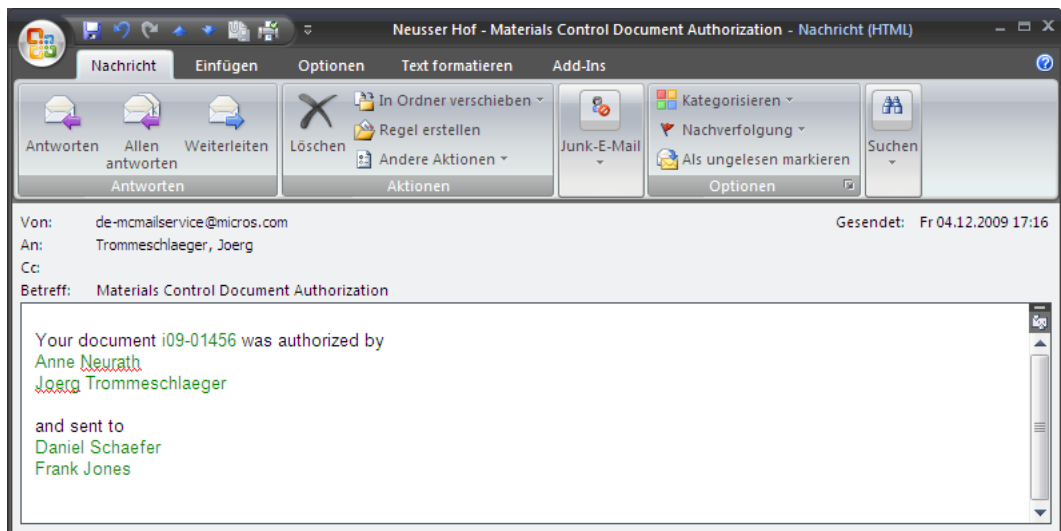 Neusser Hof - Materials Control Document Authorization - Nachricht (HTML)
Nachricht Einfügen Optionen Text formatieren Add-Ins
Antworten
Allen antworten
Weiterleiten
Antworten
Löschen
In Ordner verschieben
Regel erstellen
Andere Aktionen
Aktionen
Junk-E-Mail
Kategorisieren
Nachverfolgung
Als ungelesen markieren
Optionen
Suchen
Von: de-mcmailservice@micros.com Gesendet: Fr 04.12.2009 17:16
An: Trommeschlaeger, Joerg
Cc:
Betreff: Materials Control Document Authorization
Your document i09-01456 was authorized by
Anne Neurath
Joerg Trommeschlaeger
and sent to
Daniel Schaefer
Frank Jones